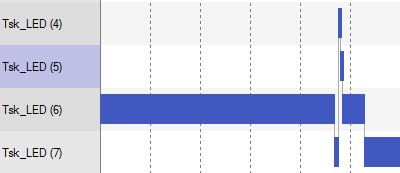 Tsk_LED (4)
Tsk_LED (5)
Tsk_LED (6)
Tsk_LED (7)